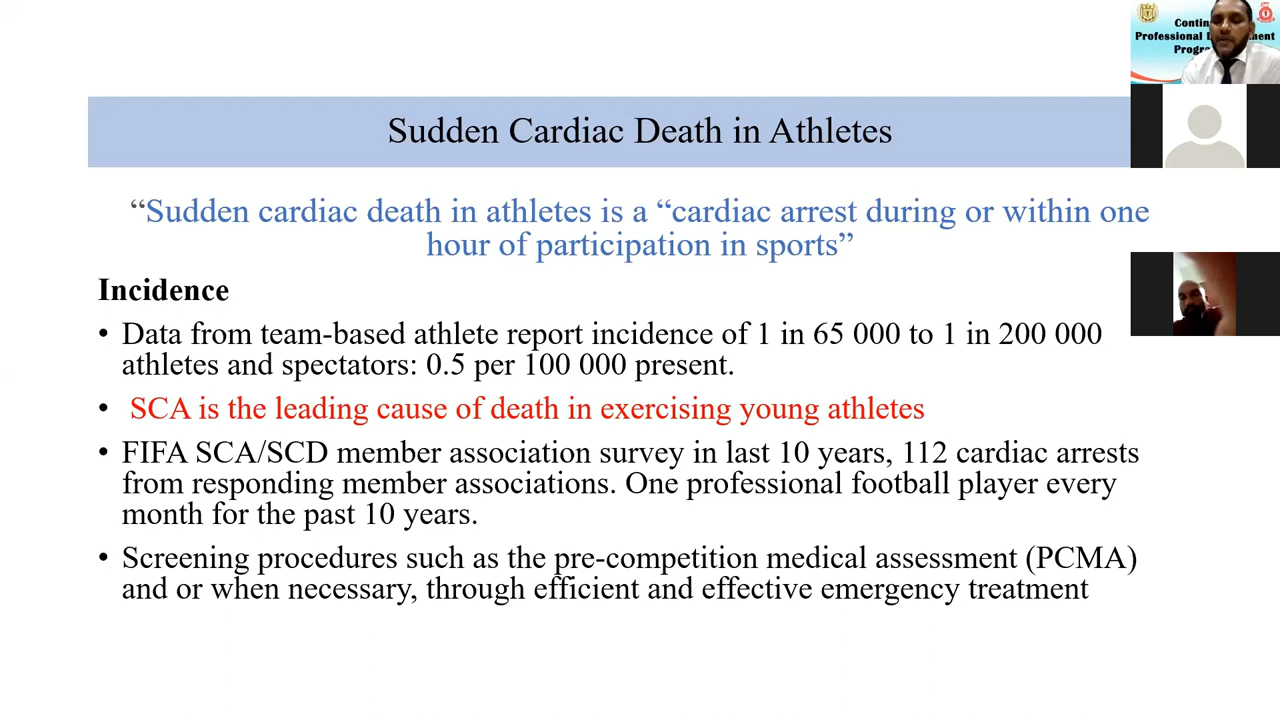 Sudden Cardiac Death in Athletes
“Sudden cardiac death in athletes is a “cardiac arrest during or within one
hour of participation in sports”
Incidence
• Data from team-based athlete report incidence of 1 in 65 000 to 1 in 200 000
athletes and spectators: 0.5 per 100 000 present.
• SCA is the leading cause of death in exercising young athletes
• FIFA SCA/SCD member association survey in last 10 years, 112 cardiac arrests
from responding member associations. One professional football player every
month for the past 10 years.
• Screening procedures such as the pre-competition medical assessment (PCMA)
and or when necessary, through efficient and effective emergency treatment
Professional